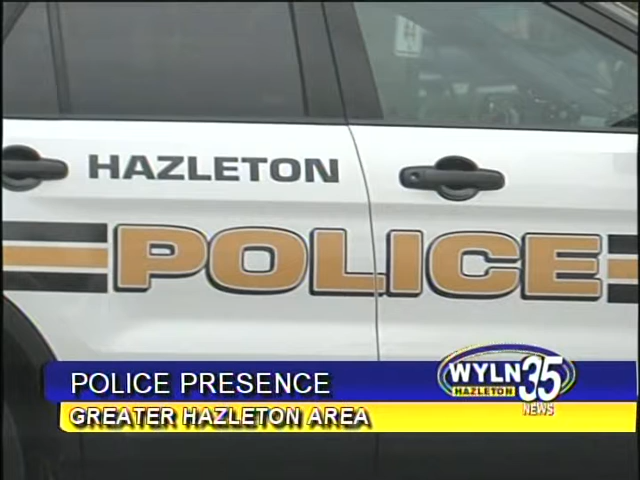 HAZLETON
POLICE
POLICE PRESENCE
GREATER HAZLETON AREA
WYLN 35
HAZLETON
NEWS